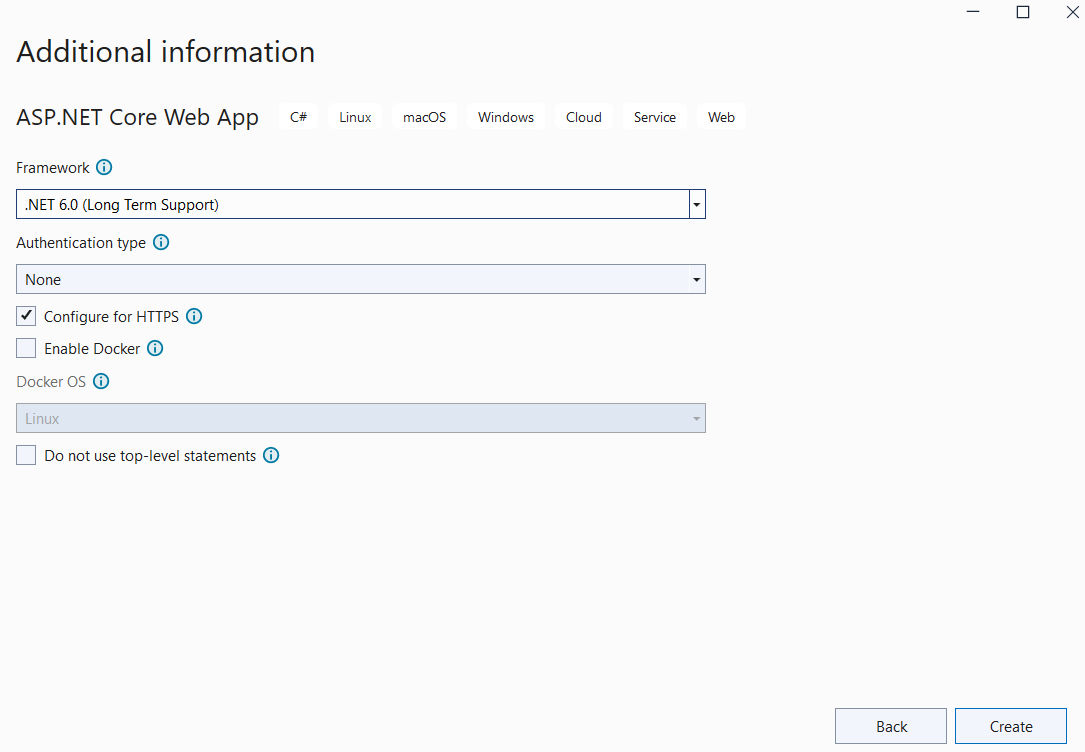 Additional information
ASP.NET Core Web App C# Linux macOS Windows Cloud Service Web
Framework
.NET 6.0 (Long Term Support)
Authentication type
None
Configure for HTTPS
Enable Docker
Docker OS
Linux
Do not use top-level statements
Back Create